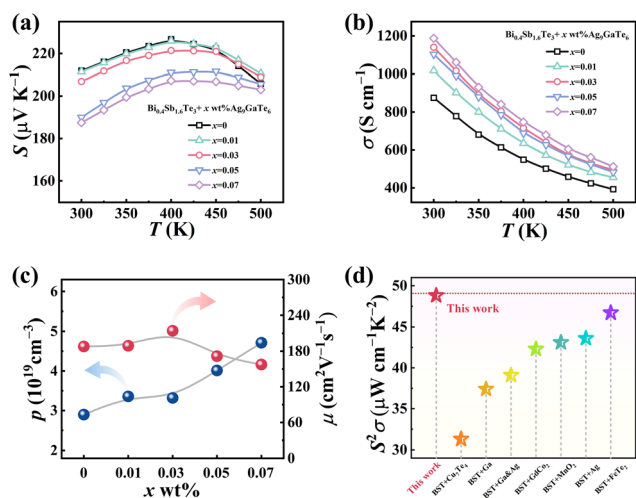 (a)
220
200
180
160
300
350
400
450
500
S (μV K⁻¹)
T (K)
Bi₀.₄Sb₁.₆Te₃+ x wt%Ag₉GaTe₆
x=0
x=0.01
x=0.03
x=0.05
x=0.07
(b)
1200
1000
800
600
400
300
350
400
450
500
σ (S cm⁻¹)
T (K)
Bi₀.₄Sb₁.₆Te₃+ x wt%Ag₉GaTe₆
x=0
x=0.01
x=0.03
x=0.05
x=0.07
(c)
6
5
4
3
2
300
240
180
120
60
0
0
0.01
0.03
0.05
0.07
p (10¹⁹cm⁻³)
μ (cm²V⁻¹s⁻¹)
x wt%
(d)
50
45
40
35
30
S²σ (μW cm⁻¹K⁻²)
This work
This work
BST+Cu₇Te₄
BST+Ga
BST+Ga&Ag
BST+GdCo₂
BST+MnO₂
BST+Ag
BST+FeTe₂